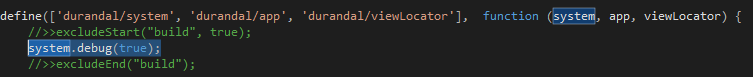 define(['durandal/system', 'durandal/app', 'durandal/viewLocator'],  function (system, app, viewLocator) {
    //>>excludeStart("build", true);
    system.debug(true);
    //>>excludeEnd("build");